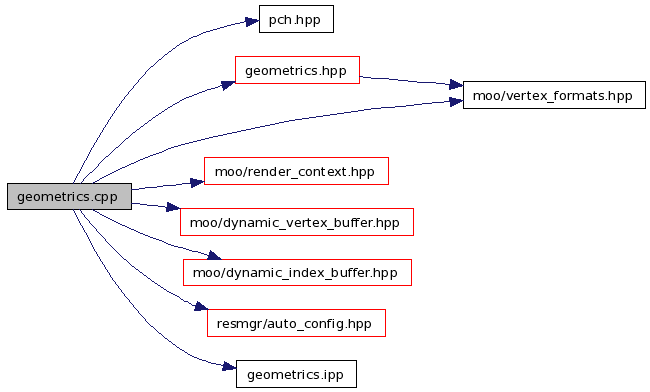 pch.hpp
geometrics.hpp
moo/vertex_formats.hpp
moo/render_context.hpp
geometrics.cpp
moo/dynamic_vertex_buffer.hpp
moo/dynamic_index_buffer.hpp
resmgr/auto_config.hpp
geometrics.ipp